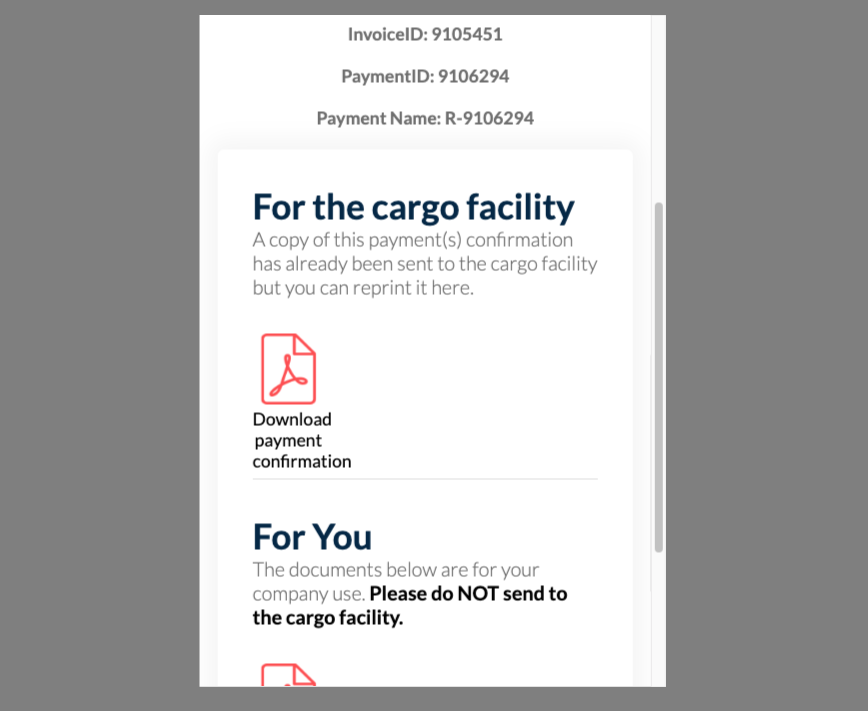 InvoiceID: 9105451
PaymentID: 9106294
Payment Name: R-9106294
For the cargo facility
A copy of this payment(s) confirmation
has already been sent to the cargo facility
but you can reprint it here.
Download
payment
confirmation
For You
The documents below are for your
company use. Please do NOT send to
the cargo facility.